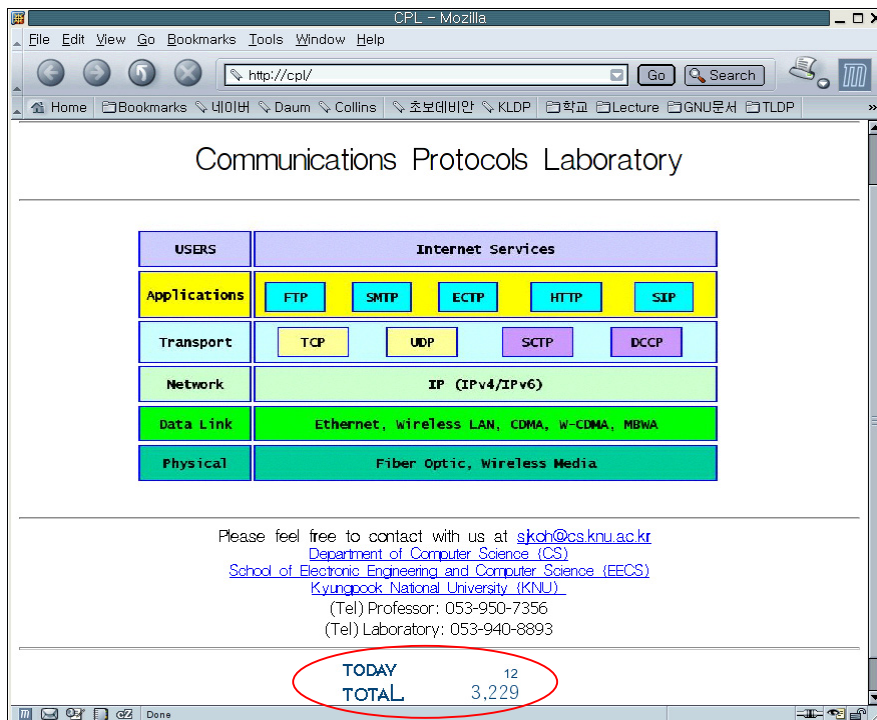 CPL - Mozilla
File Edit View Go Bookmarks Tools Window Help
http://cpl/ Go Search
Home Bookmarks 네이버 Daum Collins 초보데비안 KLDP 학교 Lecture GNU문서 TLDP »
Communications Protocols Laboratory
USERS Internet Services
Applications FTP SMTP ECTP HTTP SIP
Transport TCP UDP SCTP DCCP
Network IP (IPv4/IPv6)
Data Link Ethernet, Wireless LAN, CDMA, W-CDMA, MBWA
Physical Fiber Optic, Wireless Media
Please feel free to contact with us at sjkoh@cs.knu.ac.kr
Department of Computer Science (CS)
School of Electronic Engineering and Computer Science (EECS)
Kyungpook National University (KNU)
(Tel) Professor: 053-950-7356
(Tel) Laboratory: 053-940-8893
TODAY 12
TOTAL 3,229
Done